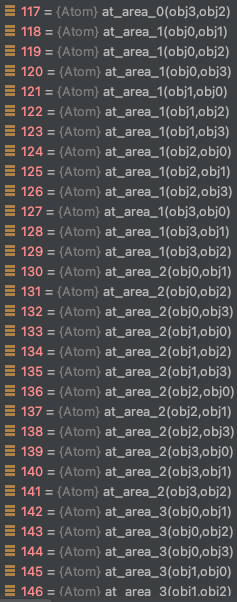 117 = {Atom} at_area_0(obj3,obj2)
118 = {Atom} at_area_1(obj0,obj1)
119 = {Atom} at_area_1(obj0,obj2)
120 = {Atom} at_area_1(obj0,obj3)
121 = {Atom} at_area_1(obj1,obj0)
122 = {Atom} at_area_1(obj1,obj2)
123 = {Atom} at_area_1(obj1,obj3)
124 = {Atom} at_area_1(obj2,obj0)
125 = {Atom} at_area_1(obj2,obj1)
126 = {Atom} at_area_1(obj2,obj3)
127 = {Atom} at_area_1(obj3,obj0)
128 = {Atom} at_area_1(obj3,obj1)
129 = {Atom} at_area_1(obj3,obj2)
130 = {Atom} at_area_2(obj0,obj1)
131 = {Atom} at_area_2(obj0,obj2)
132 = {Atom} at_area_2(obj0,obj3)
133 = {Atom} at_area_2(obj1,obj0)
134 = {Atom} at_area_2(obj1,obj2)
135 = {Atom} at_area_2(obj1,obj3)
136 = {Atom} at_area_2(obj2,obj0)
137 = {Atom} at_area_2(obj2,obj1)
138 = {Atom} at_area_2(obj2,obj3)
139 = {Atom} at_area_2(obj3,obj0)
140 = {Atom} at_area_2(obj3,obj1)
141 = {Atom} at_area_2(obj3,obj2)
142 = {Atom} at_area_3(obj0,obj1)
143 = {Atom} at_area_3(obj0,obj2)
144 = {Atom} at_area_3(obj0,obj3)
145 = {Atom} at_area_3(obj1,obj0)
146 = {Atom} at_area_3(obj1,obj2)